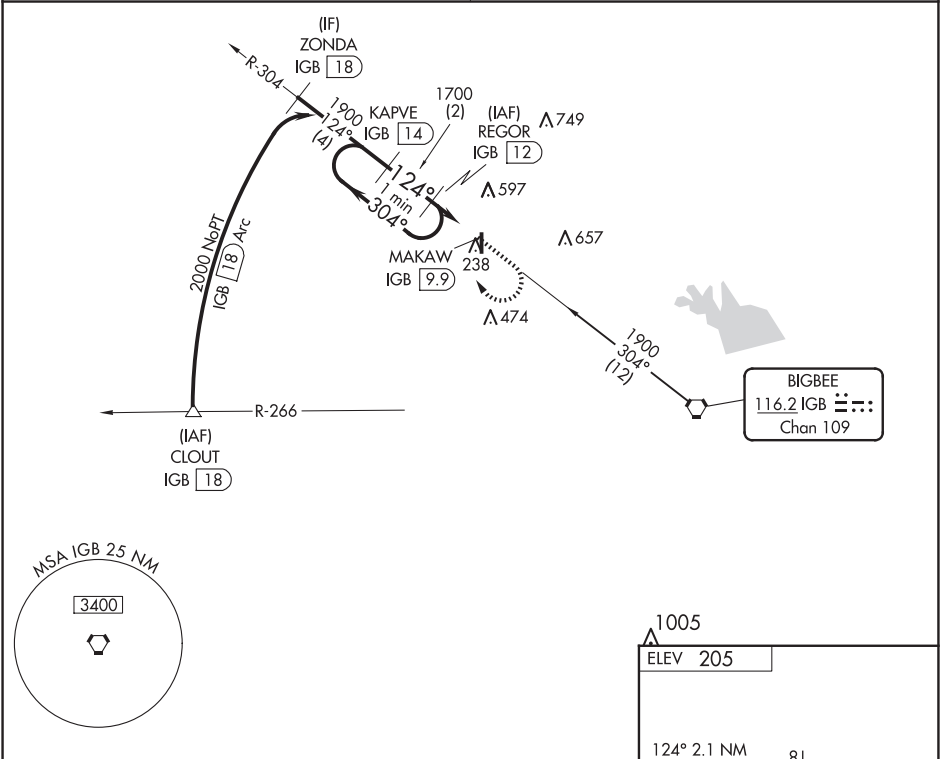 (IF)
ZONDA
IGB 18
R-304
1900
124°
(4)
KAPVE
IGB 14
1700
(2)
(IAF)
REGOR
IGB 12
749
597
124°
1 min
304°
657
MAKAW
IGB 9.9
238
474
2000 NoPT
IGB 18 Arc
1900
304°
(12)
BIGBEE
116.2 IGB
Chan 109
R-266
(IAF)
CLOUT
IGB 18
MSA IGB 25 NM
3400
1005
ELEV 205
124° 2.1 NM